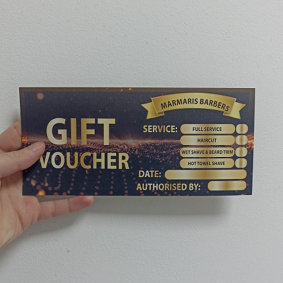 MARMARIS BARBERS
GIFT
VOUCHER
SERVICE:
FULL SERVICE
HAIRCUT
WET SHAVE & BEARD TRIM
HOT TOWEL SHAVE
DATE:
AUTHORISED BY: